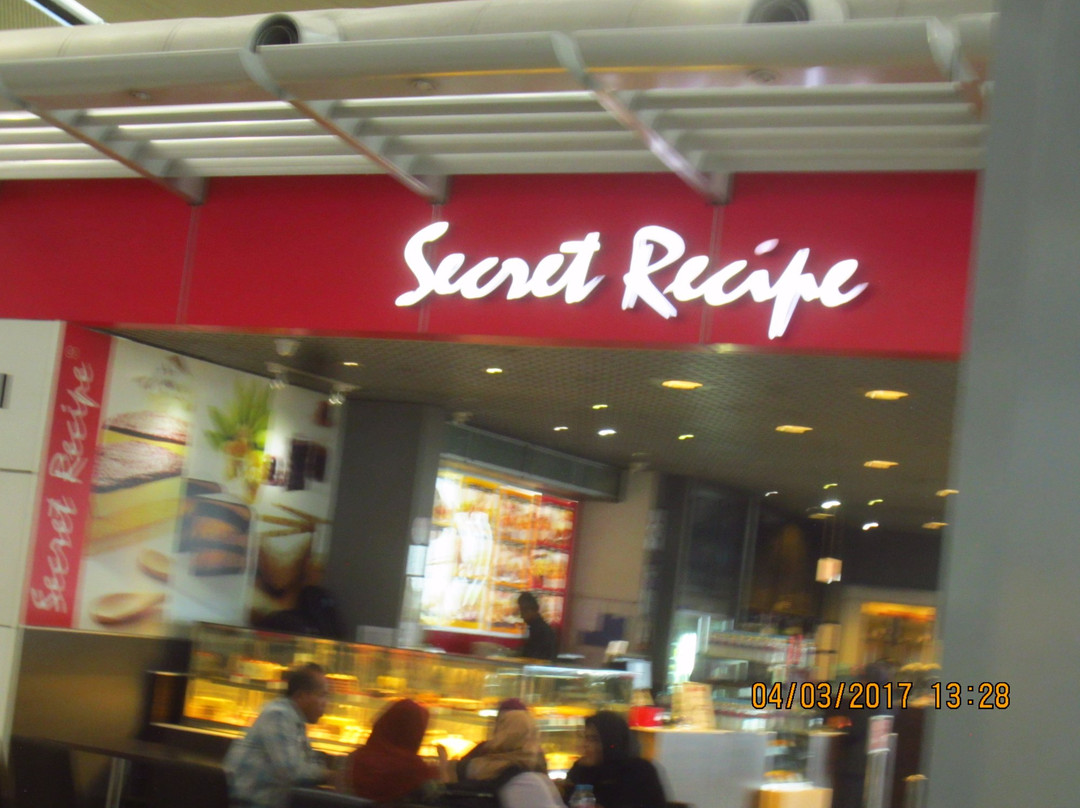 Secret Recipe
Secret Recipe®
04/03/2017 13:28